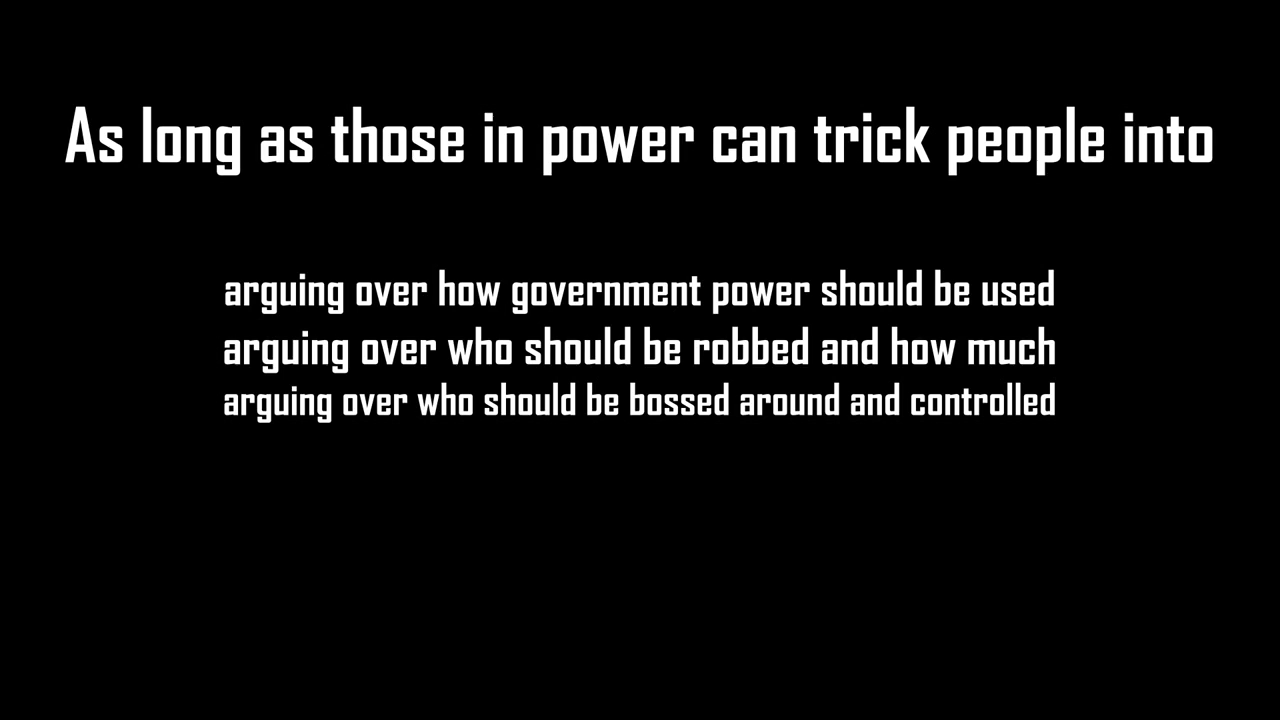 As long as those in power can trick people into
arguing over how government power should be used
arguing over who should be robbed and how much
arguing over who should be bossed around and controlled